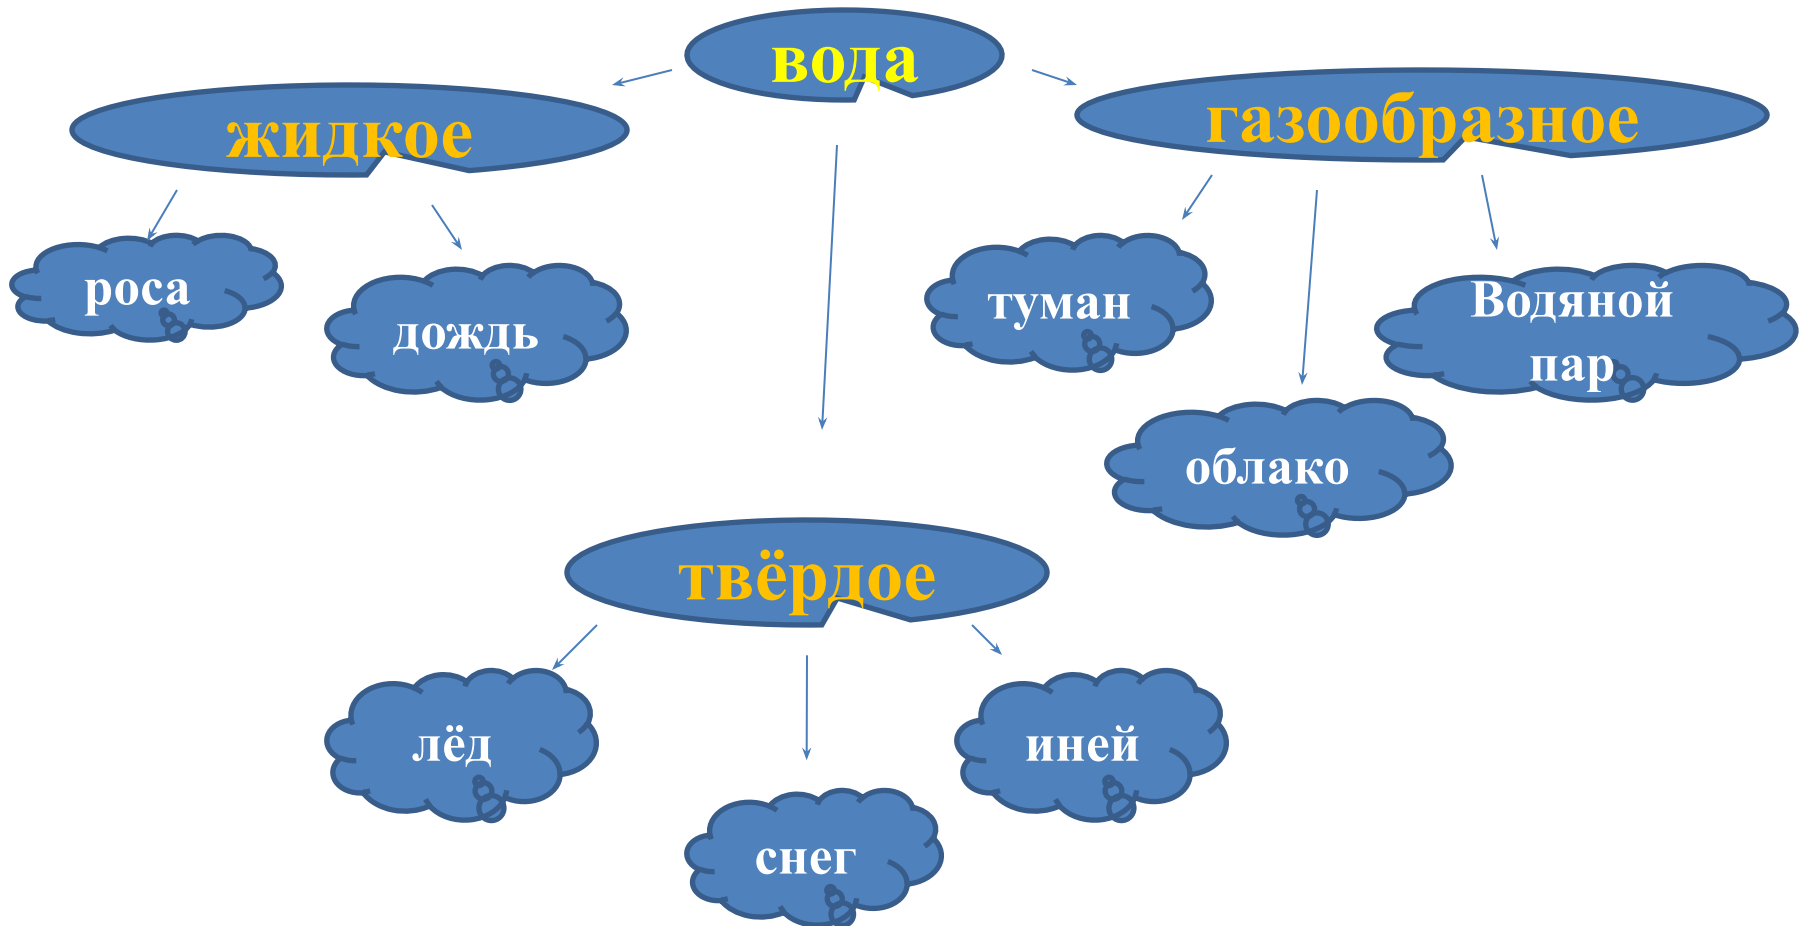 вода
жидкое
газообразное
роса
дождь
туман
Водяной
пар
облако
твёрдое
лёд
иней
снег